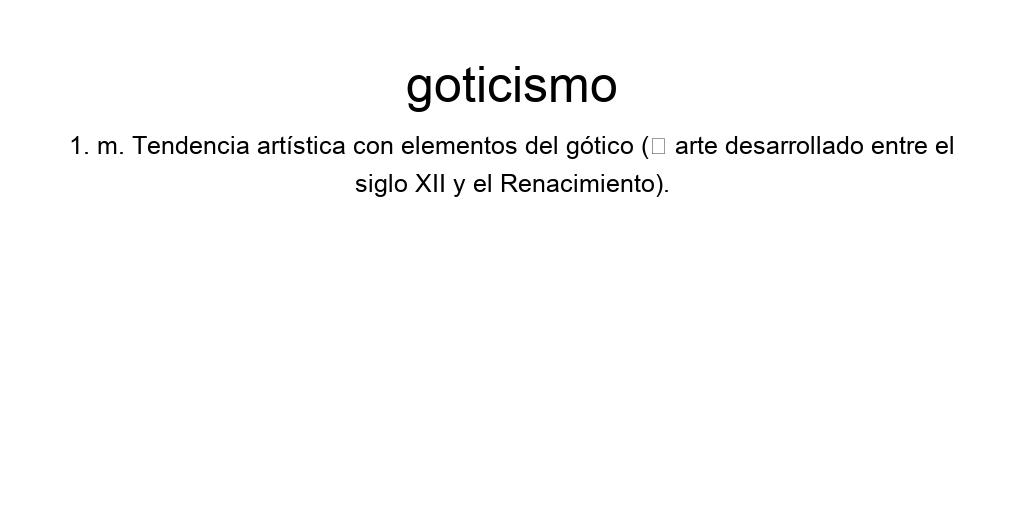 goticismo
1. m. Tendencia artística con elementos del gótico (□ arte desarrollado entre el
siglo XII y el Renacimiento).